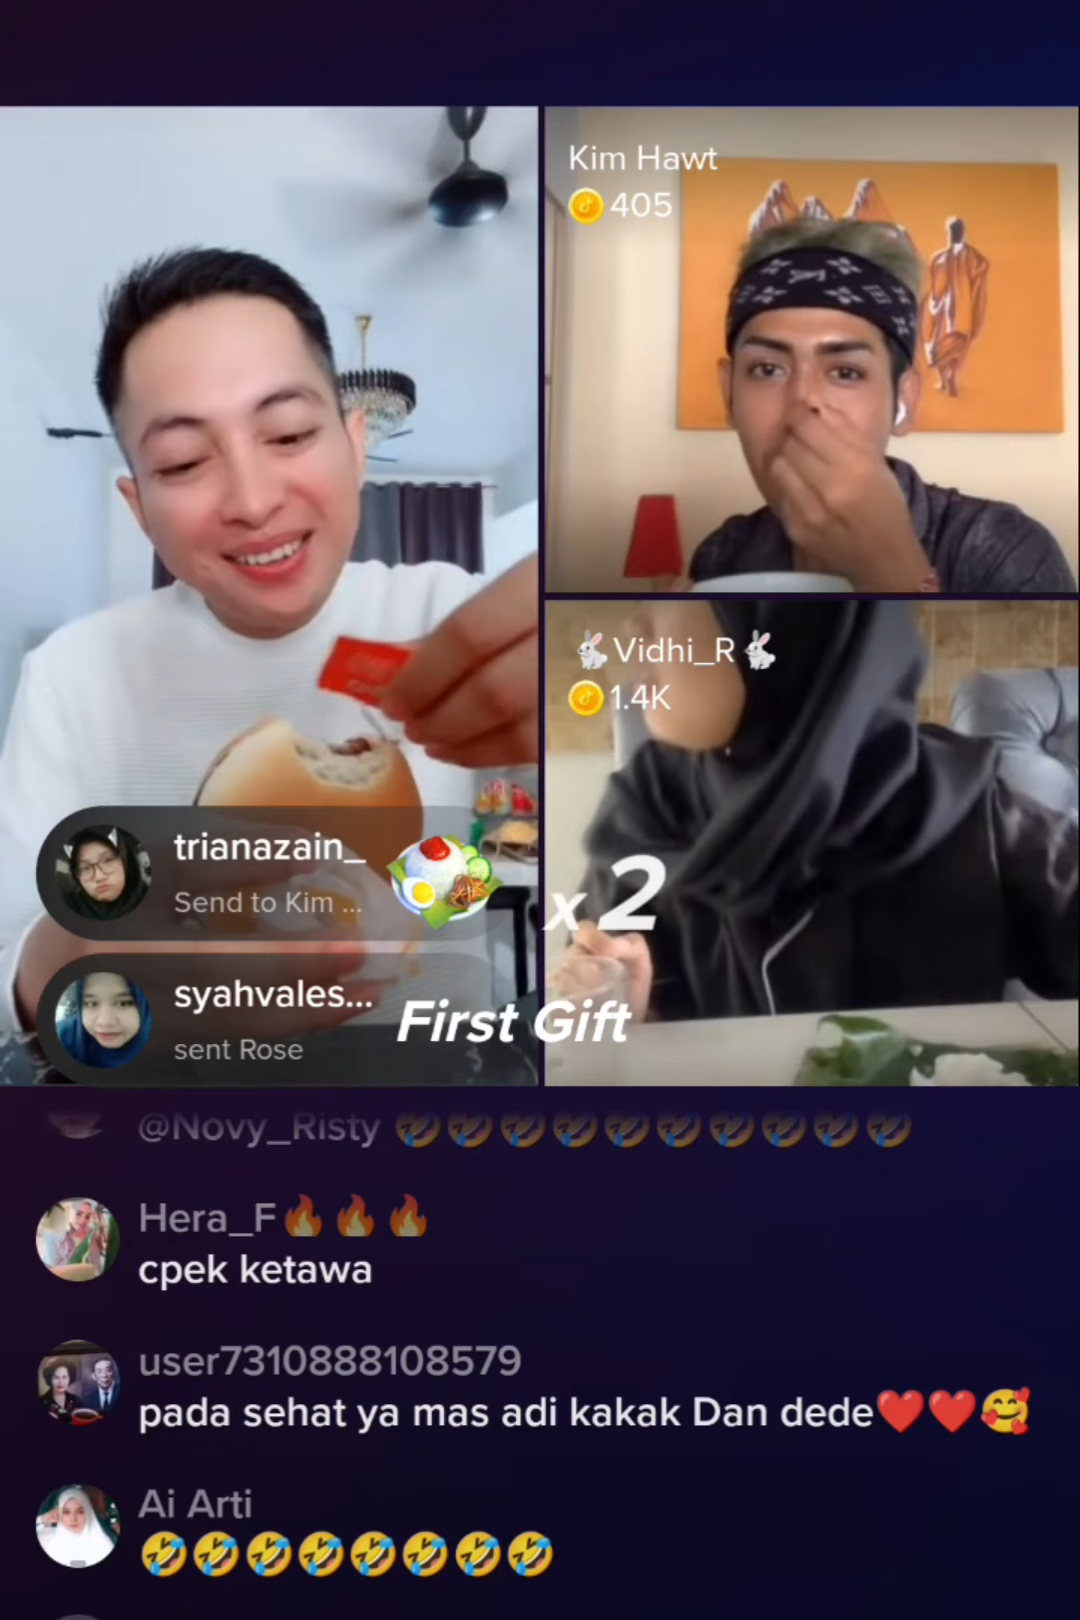 Kim Hawt
405
🐇Vidhi_R🐇
1.4K
trianazain_
Send to Kim ...
x 2
syahvales...
sent Rose
First Gift
@Novy_Risty 🤣🤣🤣🤣🤣🤣🤣🤣🤣🤣
Hera_F🔥🔥🔥
cpek ketawa
user7310888108579
pada sehat ya mas adi kakak Dan dede❤️❤️🥰
Ai Arti
🤣🤣🤣🤣🤣🤣🤣🤣